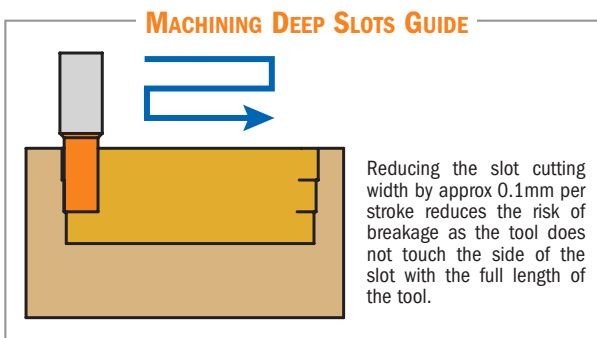 MACHINING DEEP SLOTS GUIDE
Reducing the slot cutting
width by approx 0.1mm per
stroke reduces the risk of
breakage as the tool does
not touch the side of the
slot with the full length of
the tool.